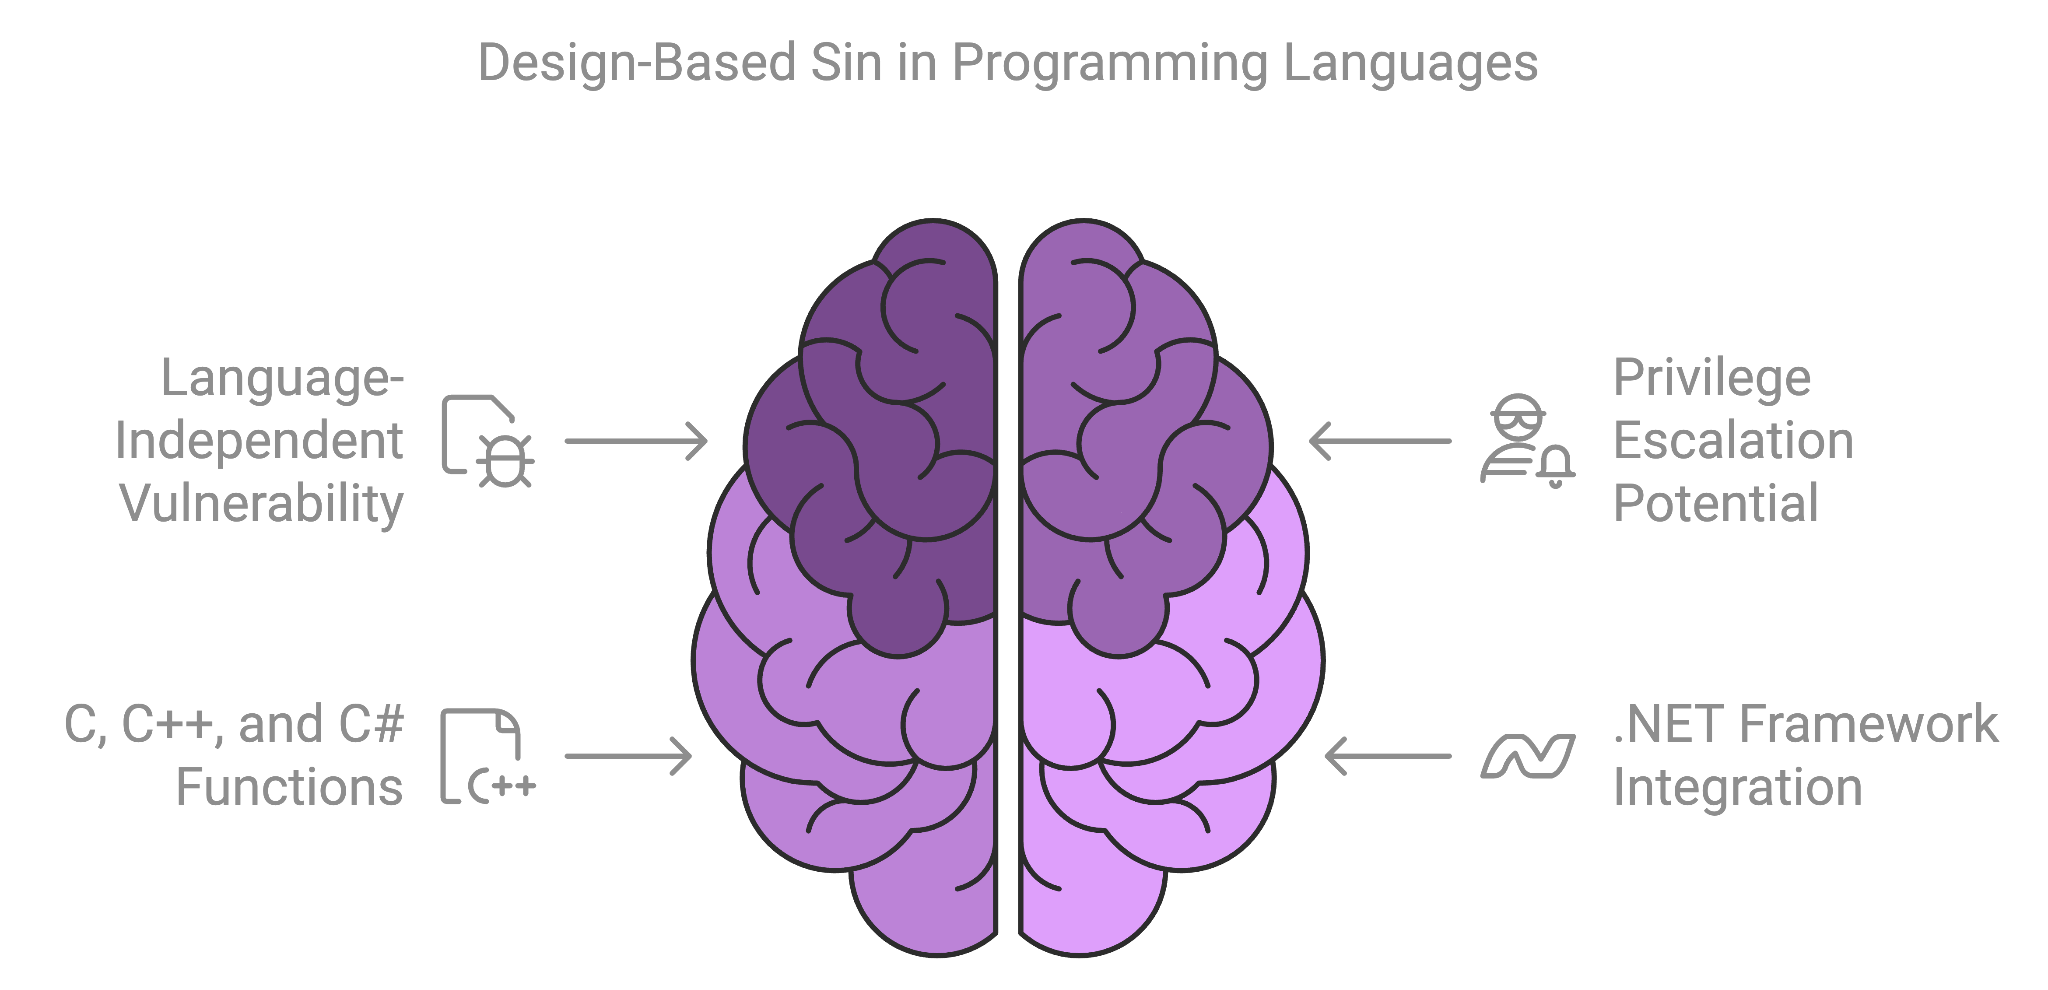 Design-Based Sin in Programming Languages
Language-
Independent
Vulnerability
Privilege
Escalation
Potential
C, C++, and C#
Functions
C++
.NET Framework
Integration